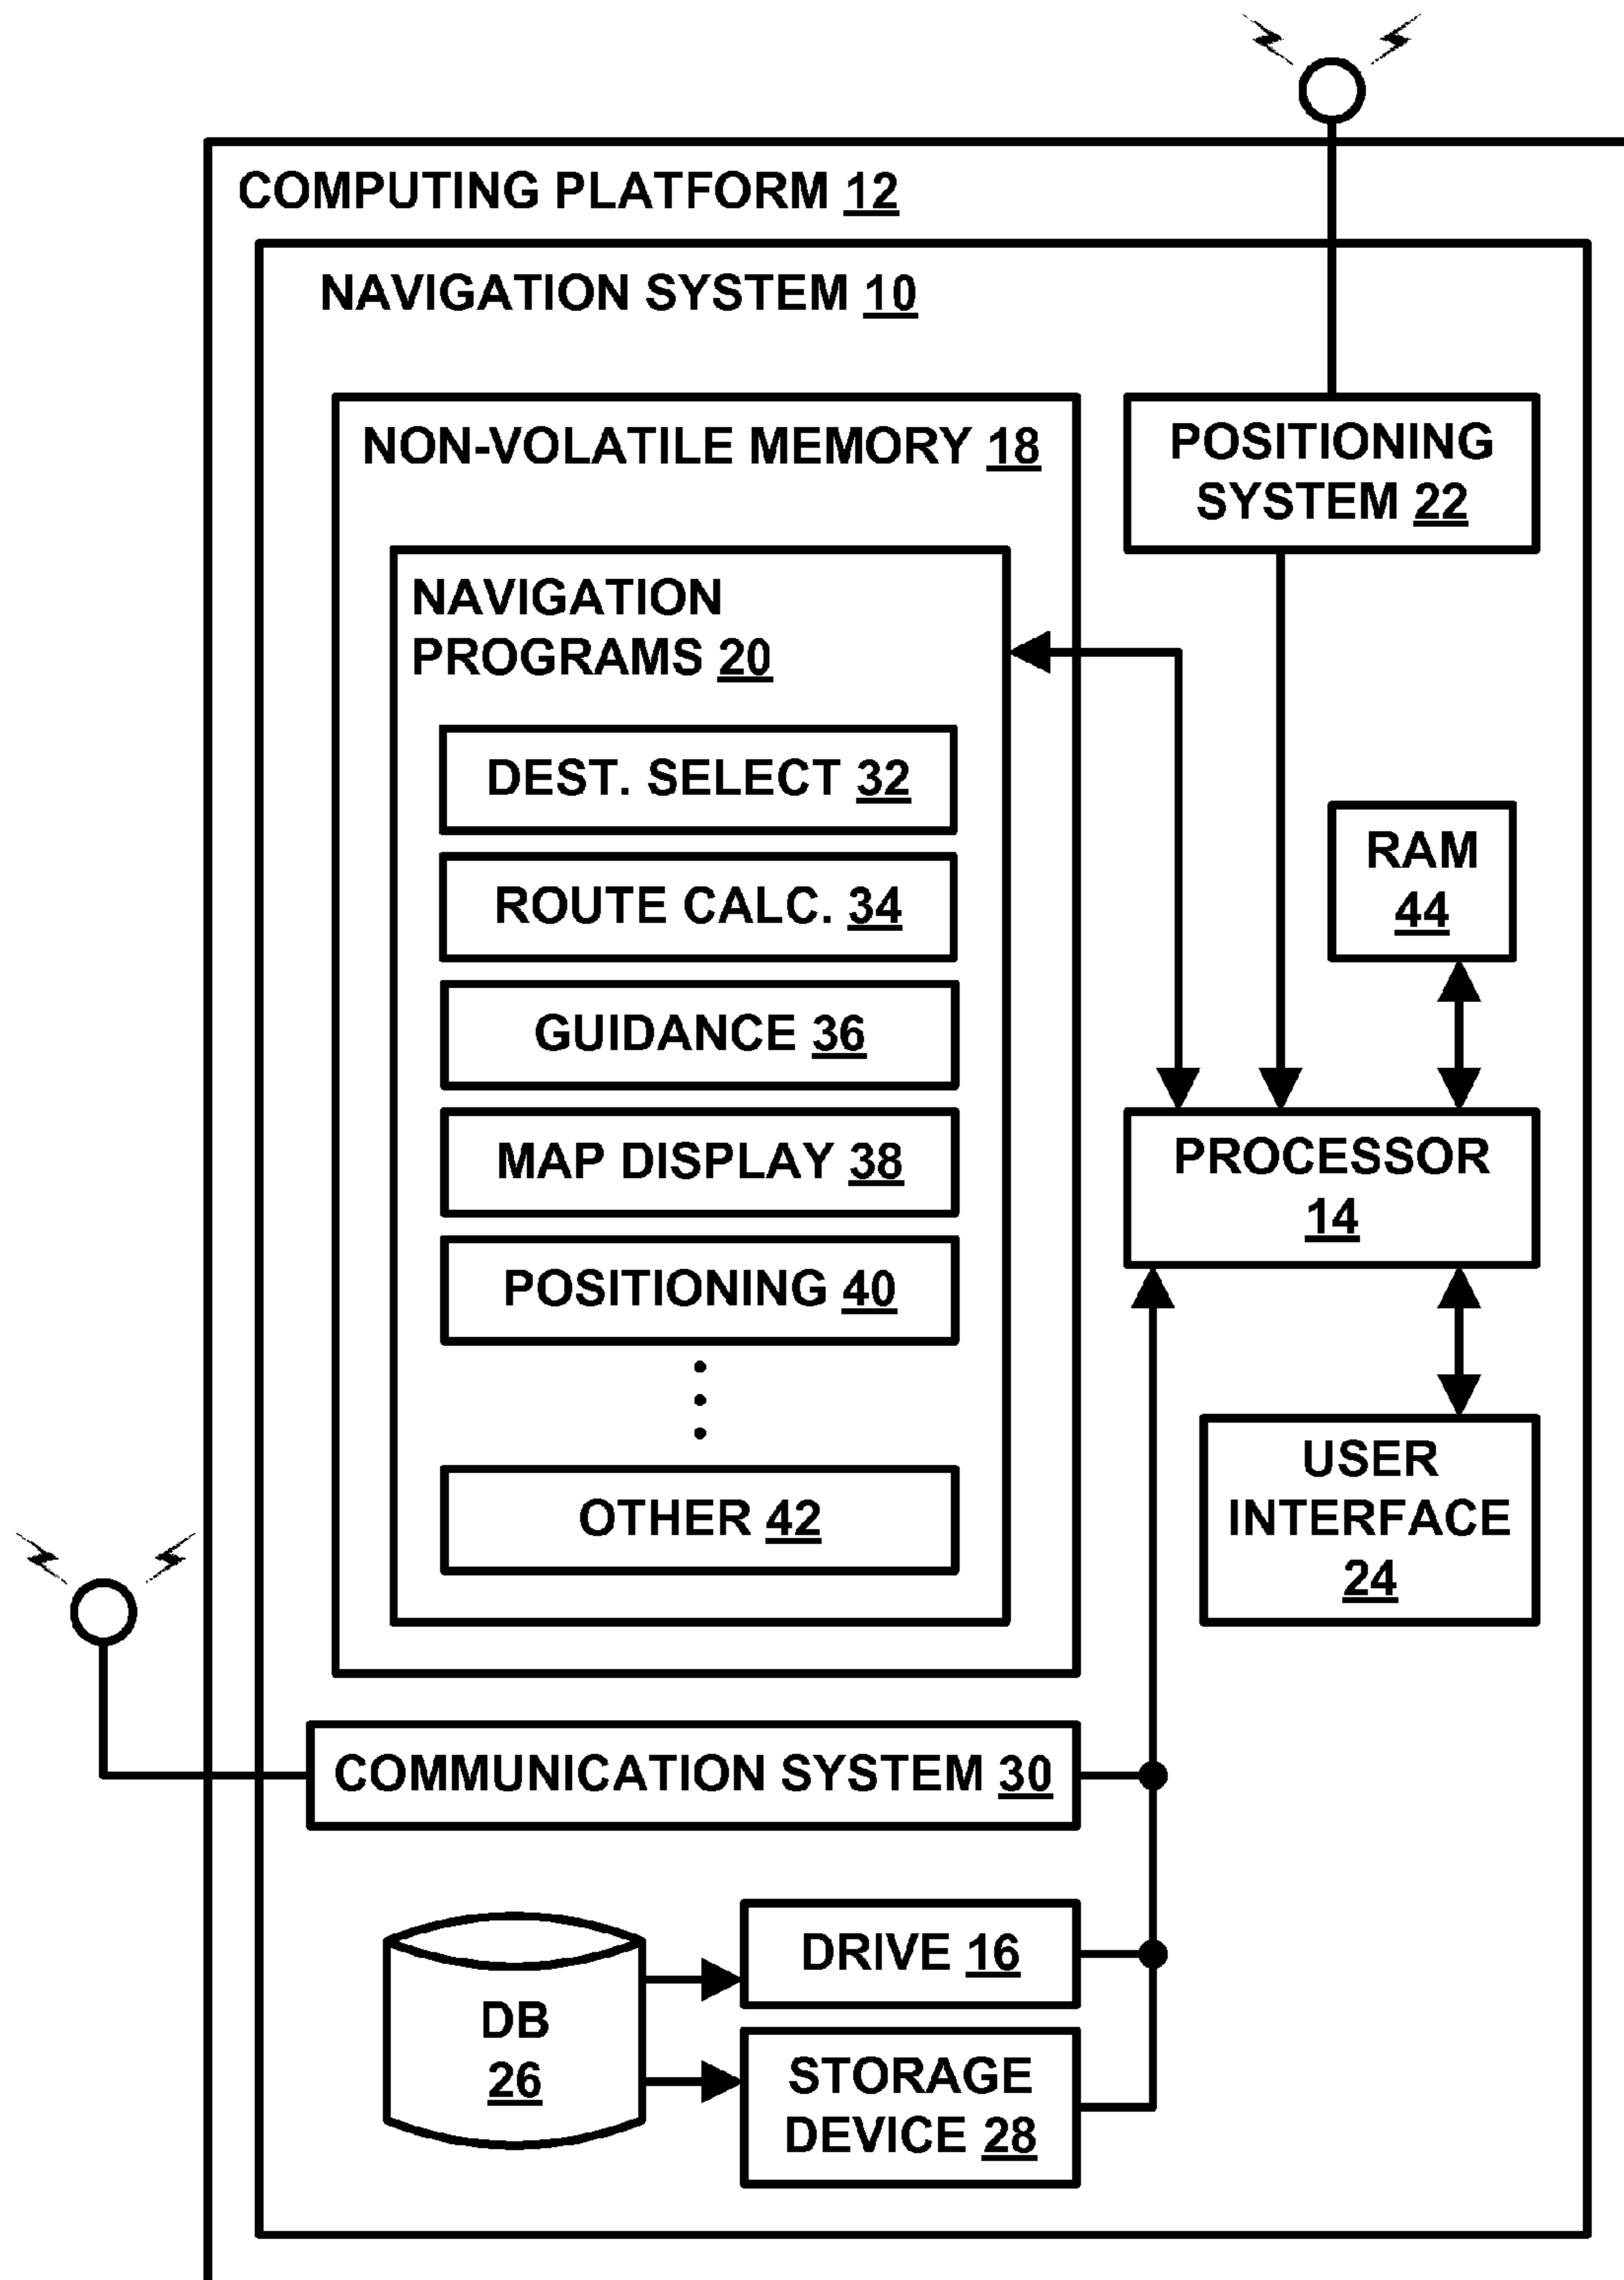 COMPUTING PLATFORM 12
NAVIGATION SYSTEM 10
NON-VOLATILE MEMORY 18
POSITIONING
SYSTEM 22
NAVIGATION
PROGRAMS 20
DEST. SELECT 32
ROUTE CALC. 34
GUIDANCE 36
MAP DISPLAY 38
POSITIONING 40
OTHER 42
RAM
44
PROCESSOR
14
USER
INTERFACE
24
COMMUNICATION SYSTEM 30
DB
26
DRIVE 16
STORAGE
DEVICE 28